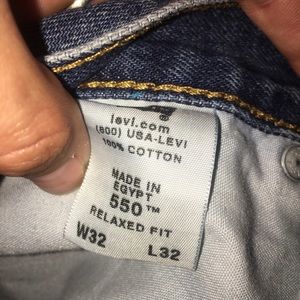 levi.com
(800) USA-LEVI
100% COTTON
MADE IN
EGYPT
550™
RELAXED FIT
W32 L32